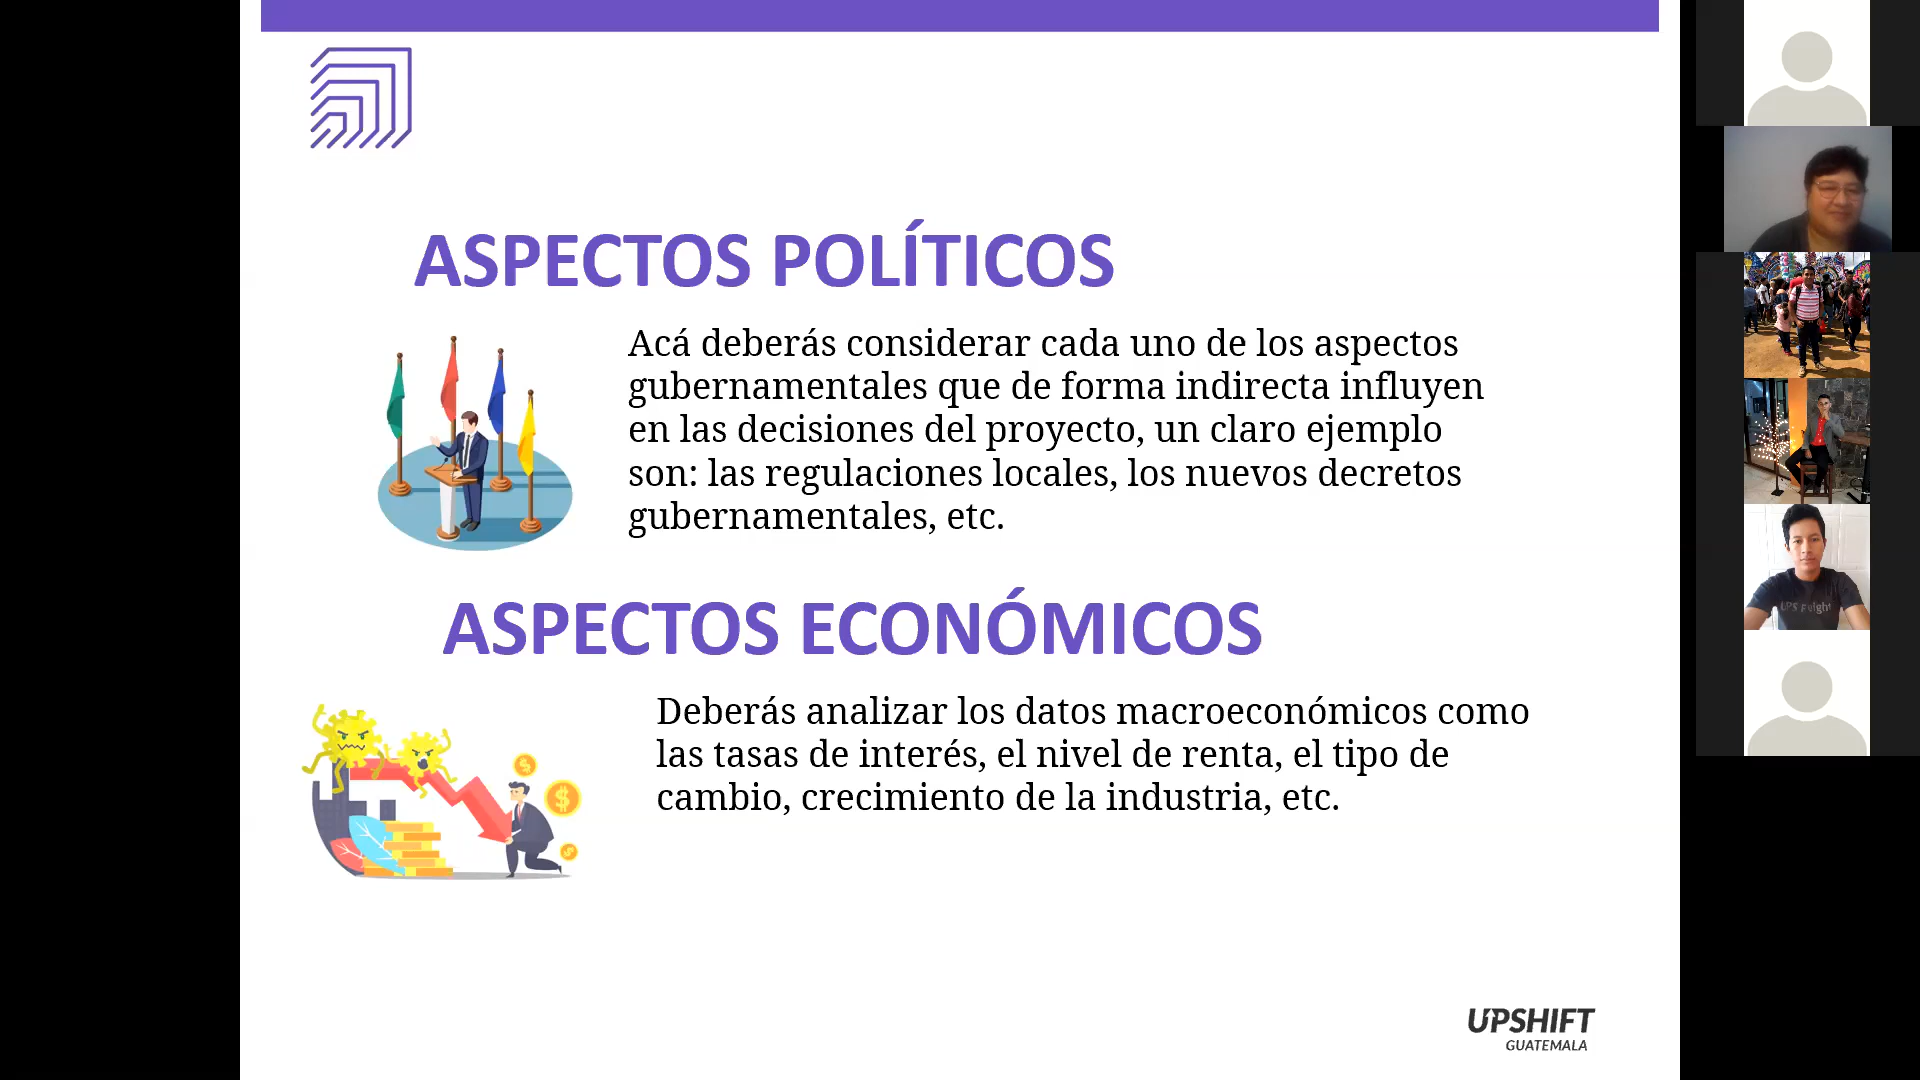 ASPECTOS POLÍTICOS
Acá deberás considerar cada uno de los aspectos
gubernamentales que de forma indirecta influyen
en las decisiones del proyecto, un claro ejemplo
son: las regulaciones locales, los nuevos decretos
gubernamentales, etc.
ASPECTOS ECONÓMICOS
Deberás analizar los datos macroeconómicos como
las tasas de interés, el nivel de renta, el tipo de
cambio, crecimiento de la industria, etc.
UPSHIFT
GUATEMALA